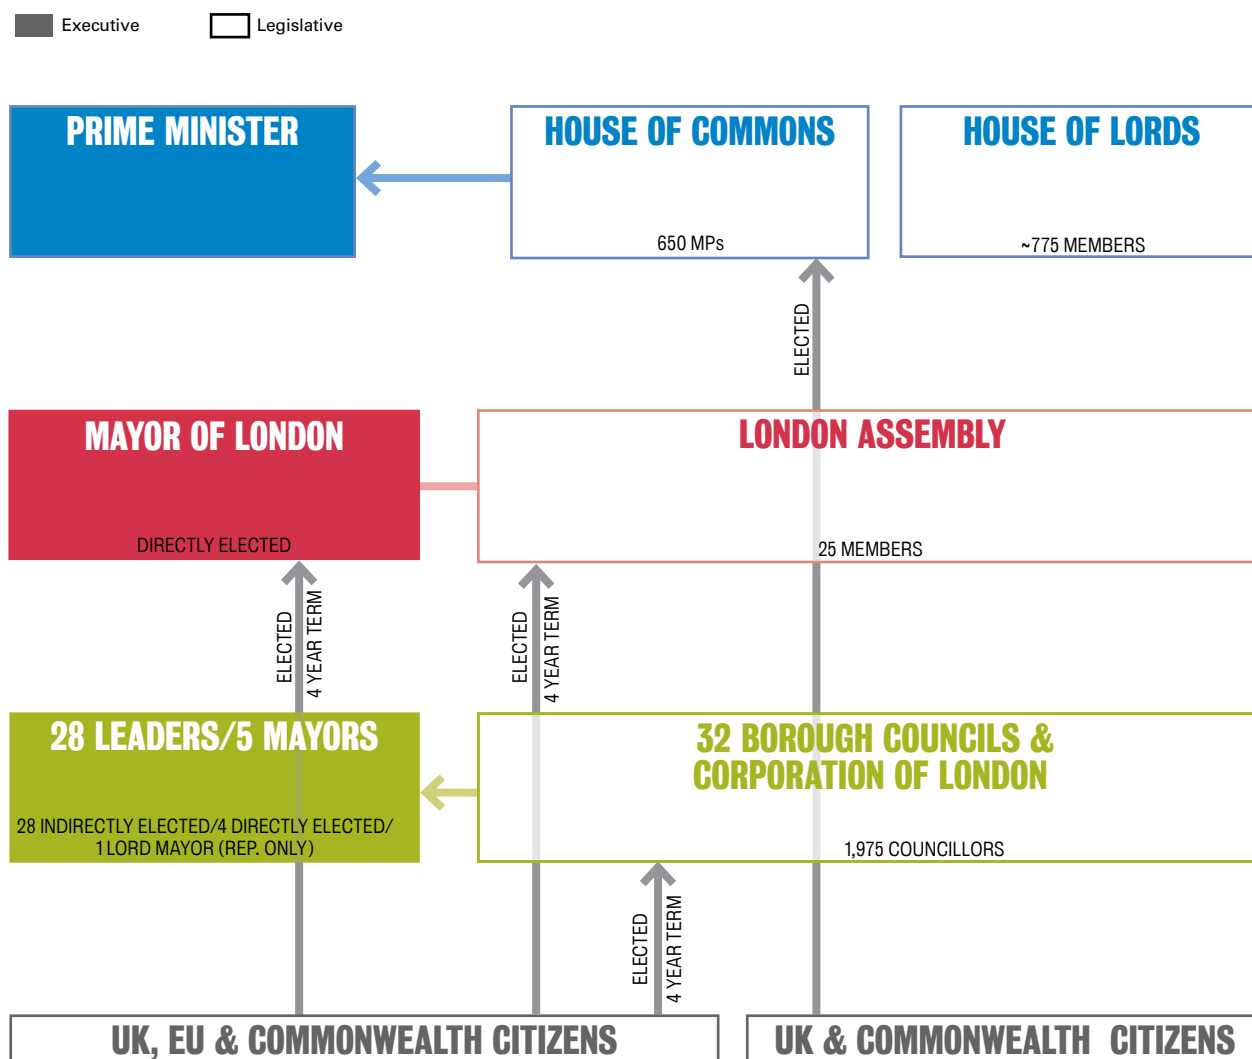 Executive
Legislative
PRIME MINISTER
HOUSE OF COMMONS
650 MPs
HOUSE OF LORDS
~775 MEMBERS
ELECTED
MAYOR OF LONDON
DIRECTLY ELECTED
LONDON ASSEMBLY
25 MEMBERS
ELECTED
4 YEAR TERM
ELECTED
4 YEAR TERM
28 LEADERS/5 MAYORS
28 INDIRECTLY ELECTED/4 DIRECTLY ELECTED/
1 LORD MAYOR (REP. ONLY)
32 BOROUGH COUNCILS &
CORPORATION OF LONDON
1,975 COUNCILLORS
ELECTED
4 YEAR TERM
UK, EU & COMMONWEALTH CITIZENS
UK & COMMONWEALTH CITIZENS